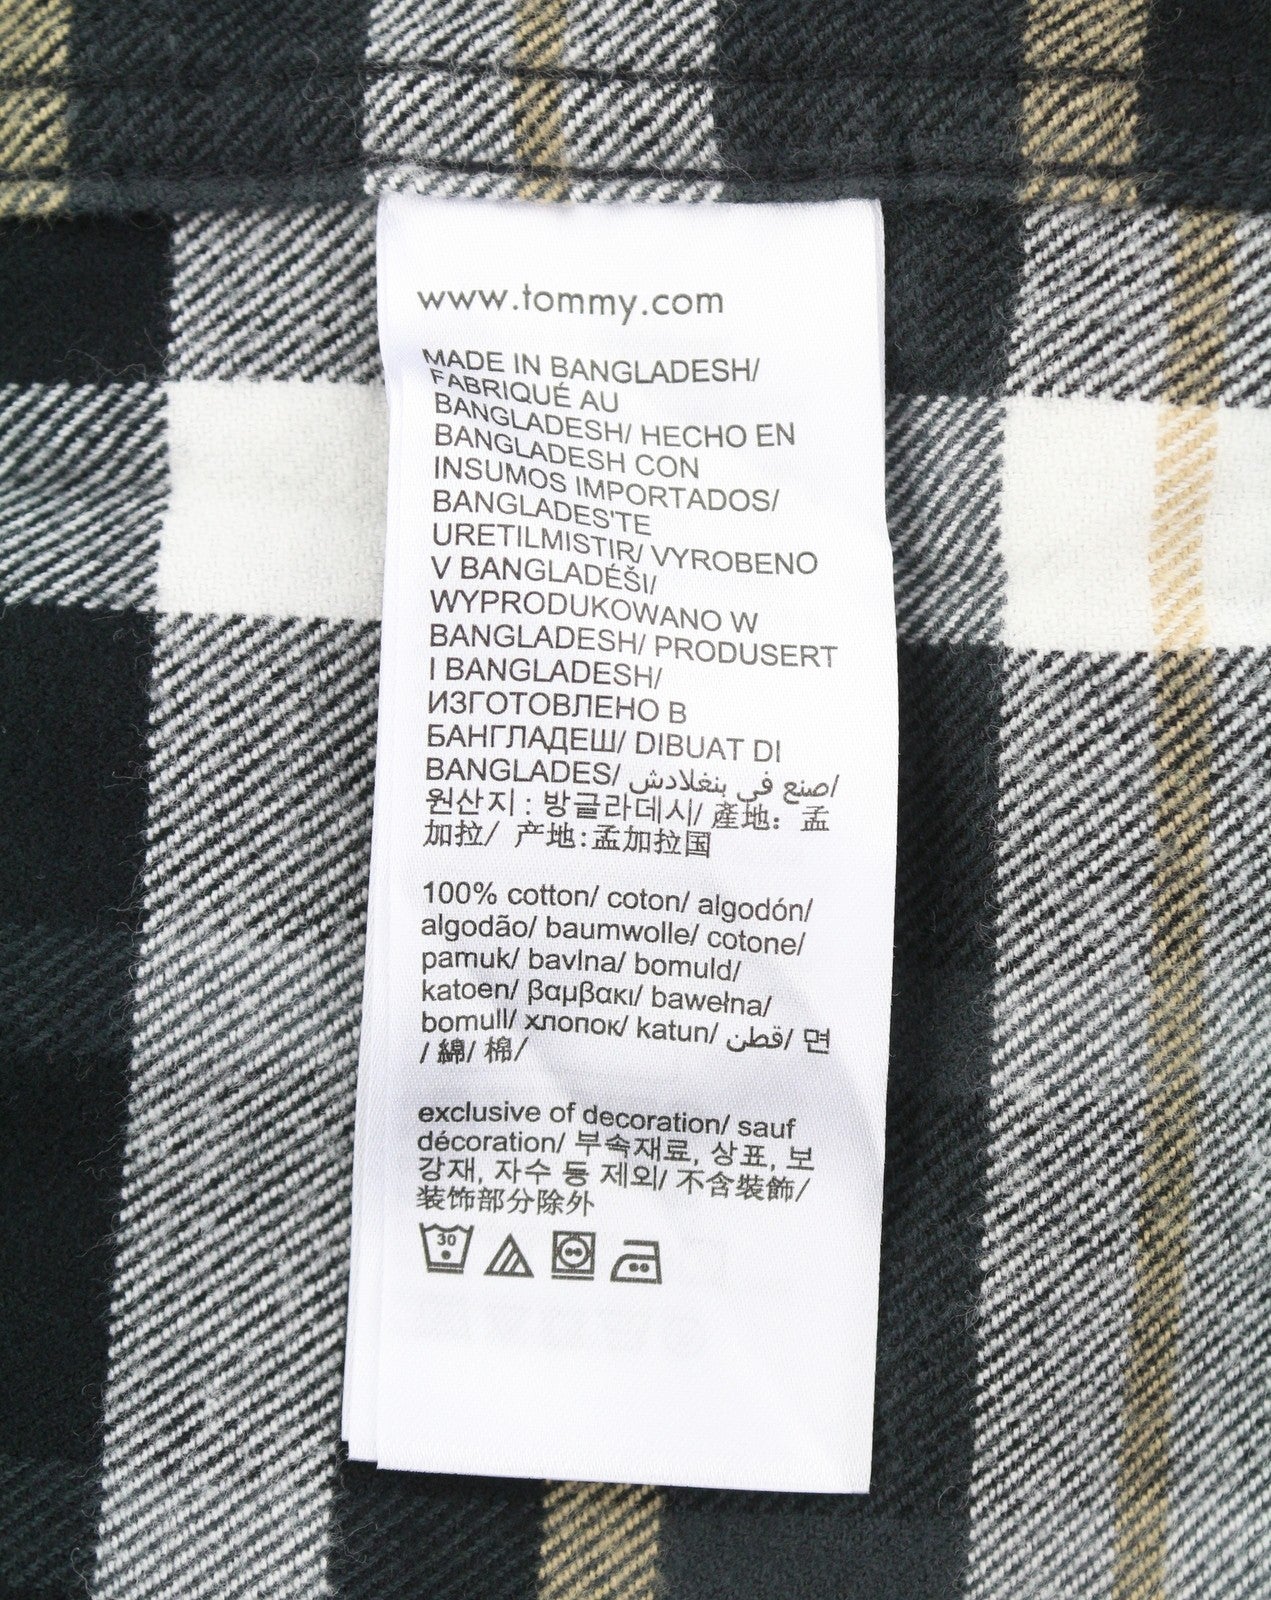 www.tommy.com
MADE IN BANGLADESH/
FABRIQUÉ AU
BANGLADESH/ HECHO EN
BANGLADESH CON
INSUMOS IMPORTADOS/
BANGLADES'TE
URETILMISTIR/ VYROBENO
V BANGLADÉŠI/
WYPRODUKOWANO W
BANGLADESH/ PRODUSERT
I BANGLADESH/
ИЗГОТОВЛЕНО В
БАНГЛАДЕШ/ DIBUAT DI
BANGLADES/ صنع في بنغلادش/
원산지 : 방글라데시/ 產地： 孟
加拉/ 产地:孟加拉国
100% cotton/ coton/ algodón/
algodão/ baumwolle/ cotone/
pamuk/ bavlna/ bomuld/
katoen/ βαμβακι/ bawełna/
bomull/ хлопок/ katun/ قطن/ 면
/ 綿/ 棉/
exclusive of decoration/ sauf
décoration/ 부속재료, 상표, 보
강재, 자수 등 제외/ 不含裝飾/
装饰部分除外
30